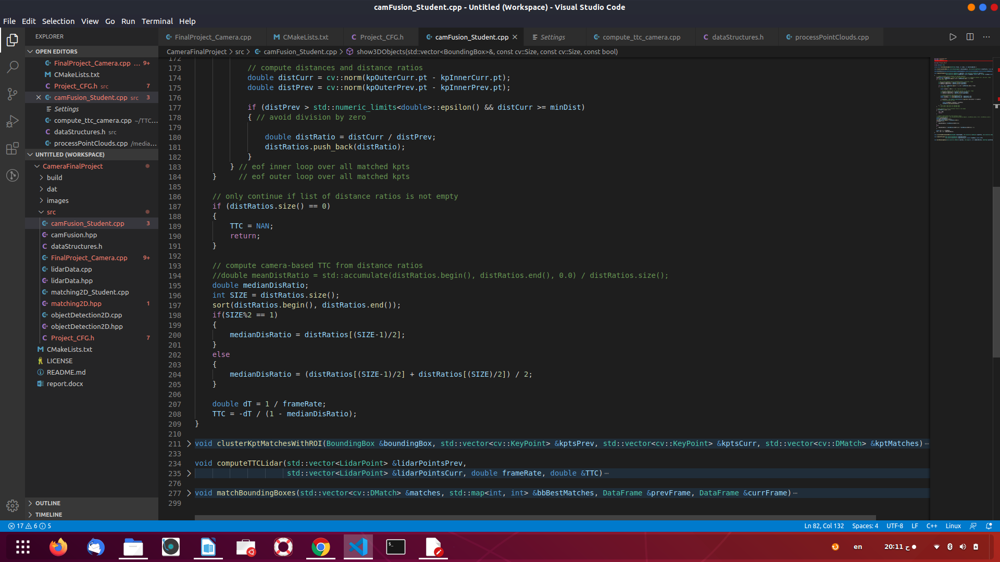 camFusion_Student.cpp - Untitled (Workspace) - Visual Studio Code
File Edit Selection View Go Run Terminal Help
EXPLORER
OPEN EDITORS
FinalProject_Camera.cpp ... 9+
CMakeLists.txt
Project_CFG.h src 7
camFusion_Student.cpp src 3
Settings
compute_ttc_camera.cpp ~/TTC...
dataStructures.h src
processPointClouds.cpp /media...
UNTITLED (WORKSPACE)
CameraFinalProject
build
dat
images
src
camFusion_Student.cpp 3
camFusion.hpp
dataStructures.h
FinalProject_Camera.cpp 9+
lidarData.cpp
lidarData.hpp
matching2D_Student.cpp
matching2D.hpp 1
objectDetection2D.cpp
objectDetection2D.hpp
Project_CFG.h 7
CMakeLists.txt
LICENSE
README.md
report.docx
OUTLINE
TIMELINE
FinalProject_Camera.cpp CMakeLists.txt Project_CFG.h camFusion_Student.cpp Settings compute_ttc_camera.cpp dataStructures.h processPointClouds.cpp
CameraFinalProject > src > camFusion_Student.cpp > show3DObjects(std::vector<BoundingBox>&, const cv::Size, const cv::Size, const bool)
172
173 // compute distances and distance ratios
174 double distCurr = cv::norm(kpOuterCurr.pt - kpInnerCurr.pt);
175 double distPrev = cv::norm(kpOuterPrev.pt - kpInnerPrev.pt);
176
177 if (distPrev > std::numeric_limits<double>::epsilon() && distCurr >= minDist)
178 { // avoid division by zero
179
180 double distRatio = distCurr / distPrev;
181 distRatios.push_back(distRatio);
182 }
183 } // eof inner loop over all matched kpts
184 } // eof outer loop over all matched kpts
185
186 // only continue if list of distance ratios is not empty
187 if (distRatios.size() == 0)
188 {
189 TTC = NAN;
190 return;
191 }
192
193 // compute camera-based TTC from distance ratios
194 //double meanDistRatio = std::accumulate(distRatios.begin(), distRatios.end(), 0.0) / distRatios.size();
195 double medianDisRatio;
196 int SIZE = distRatios.size();
197 sort(distRatios.begin(), distRatios.end());
198 if(SIZE%2 == 1)
199 {
200 medianDisRatio = distRatios[(SIZE-1)/2];
201 }
202 else
203 {
204 medianDisRatio = (distRatios[(SIZE-1)/2] + distRatios[(SIZE)/2]) / 2;
205 }
206
207 double dT = 1 / frameRate;
208 TTC = -dT / (1 - medianDisRatio);
209 }
210
211 void clusterKptMatchesWithROI(BoundingBox &boundingBox, std::vector<cv::KeyPoint> &kptsPrev, std::vector<cv::KeyPoint> &kptsCurr, std::vector<cv::DMatch> &kptMatches)⋯
233
234 void computeTTCLidar(std::vector<LidarPoint> &lidarPointsPrev,
235 std::vector<LidarPoint> &lidarPointsCurr, double frameRate, double &TTC)⋯
276
277 void matchBoundingBoxes(std::vector<cv::DMatch> &matches, std::map<int, int> &bbBestMatches, DataFrame &prevFrame, DataFrame &currFrame)⋯
299
17 6 5 Ln 82, Col 132 Spaces: 4 UTF-8 LF C++ Linux
en 20:11 ح